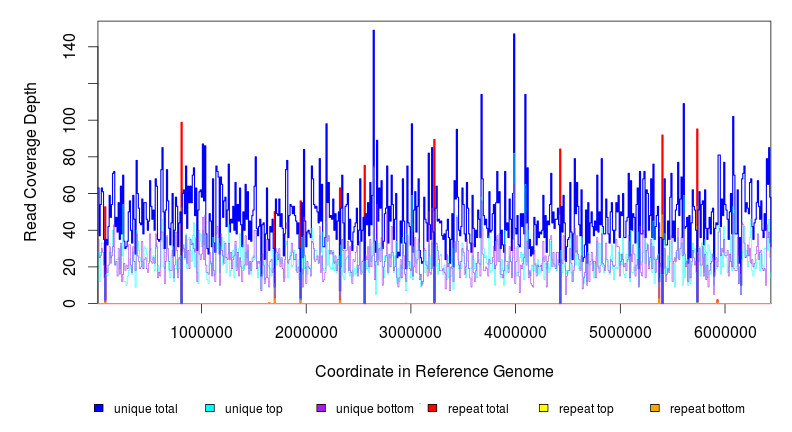 Read Coverage Depth
140
100
80
60
40
20
0
1000000 2000000 3000000 4000000 5000000 6000000
Coordinate in Reference Genome
unique total unique top unique bottom repeat total repeat top repeat bottom